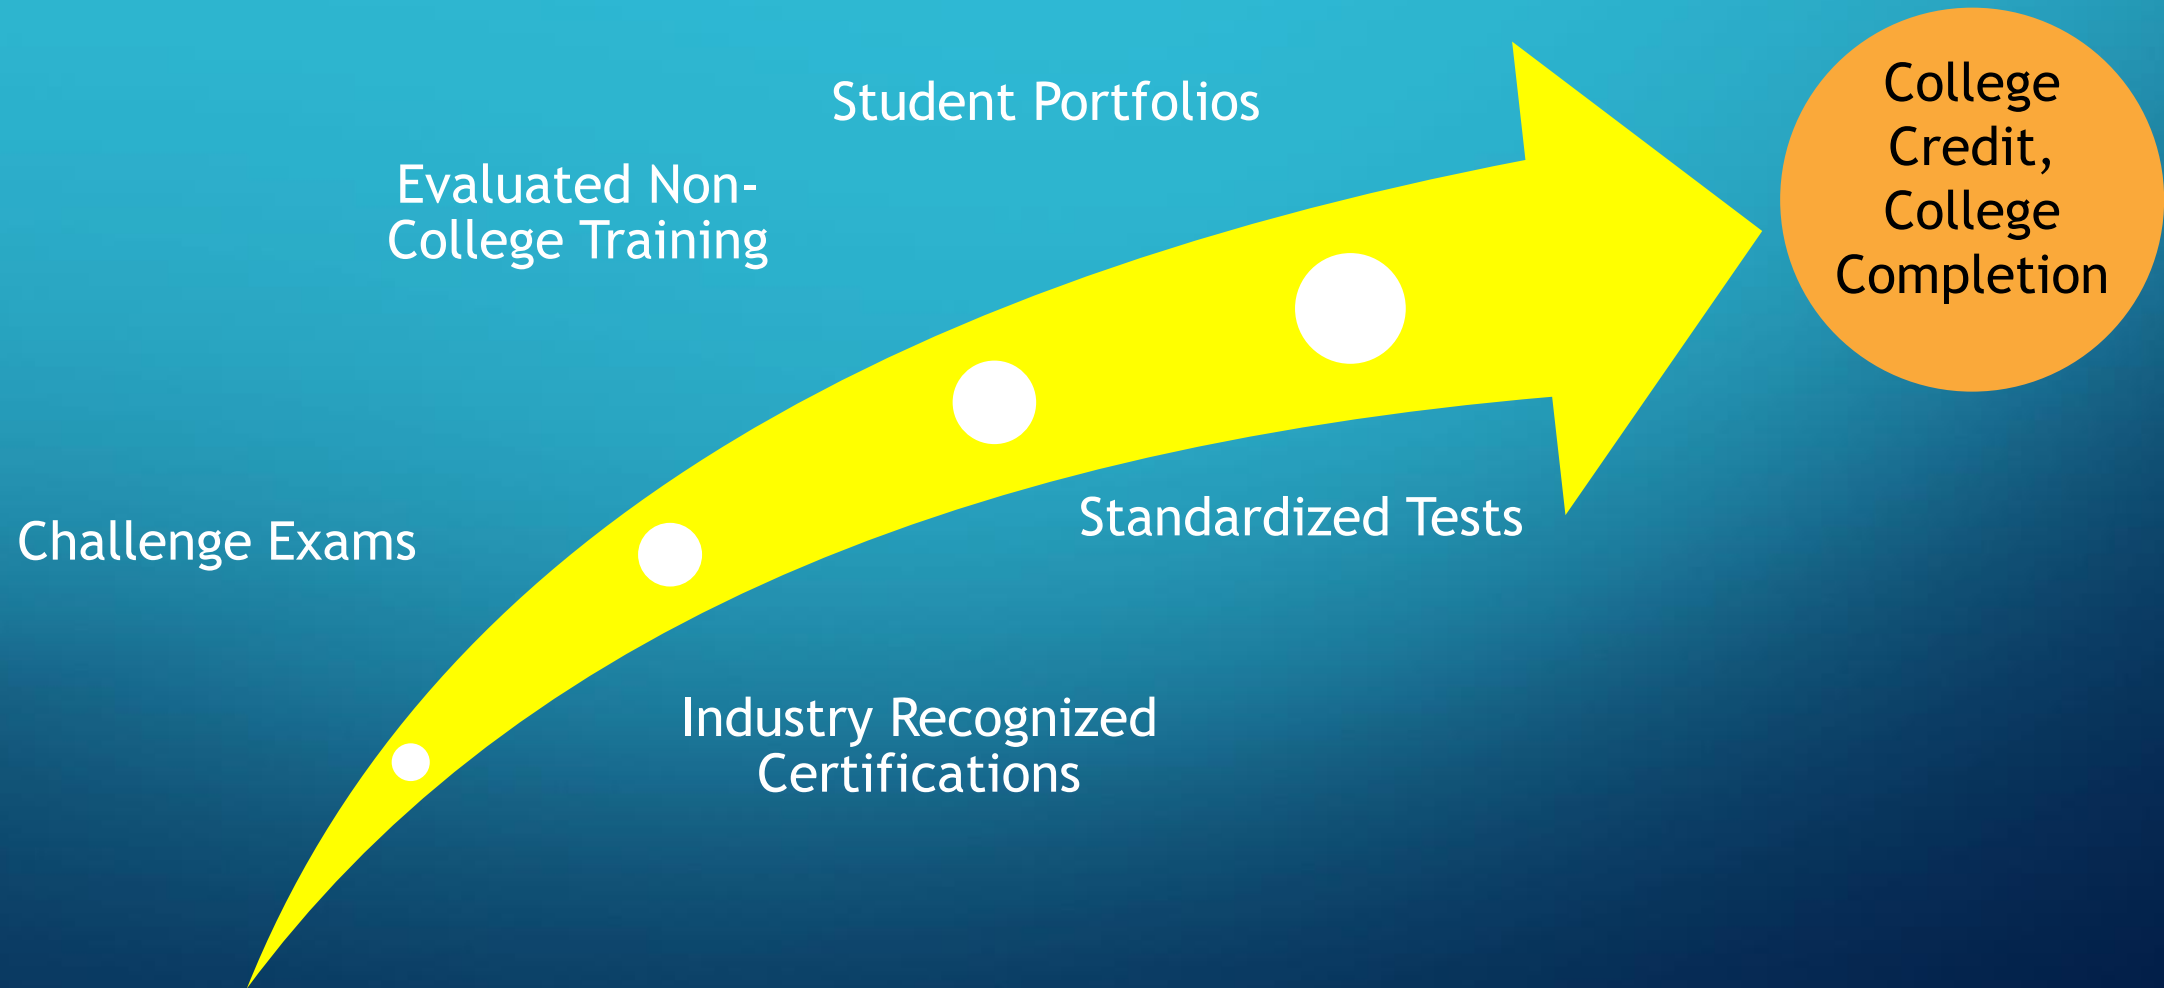 Student Portfolios
Evaluated Non-
College Training
Challenge Exams
Industry Recognized
Certifications
Standardized Tests
College
Credit,
College
Completion